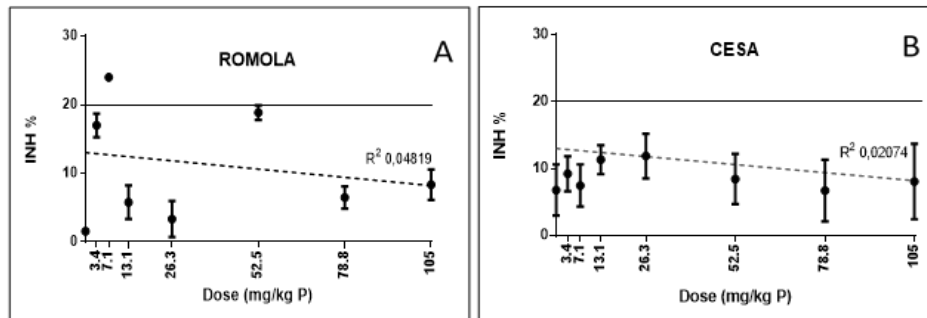 A
ROMOLA
30
20
10
0
INH %
R² 0,04819
3.4
7.1
13.1
26.3
52.5
78.8
105
Dose (mg/kg P)
B
CESA
30
20
10
0
INH %
R² 0,02074
3.4
7.1
13.1
26.3
52.5
78.8
105
Dose (mg/kg P)